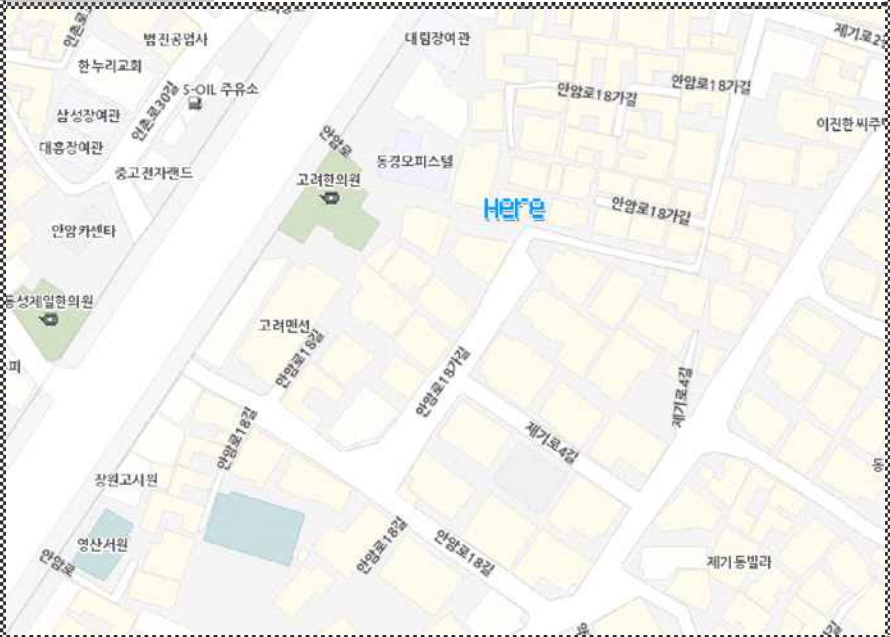 범진공업사
대림장여관
제기로2
한누리교회
S-OIL 주유소
안암로18가길
안암로18가길
삼성장여관
인촌로30길
이진한씨주택
대흥장여관
안암로
동경오피스텔
중고전자랜드
고려한의원
Here
안암로18가길
안암카센타
동성제일한의원
고려맨션
안암로18길
안암로18가길
제기로4길
안암로18길
제기로4길
장원고시원
영산서원
안암로
안암로18길
안암로18길
제기동빌라